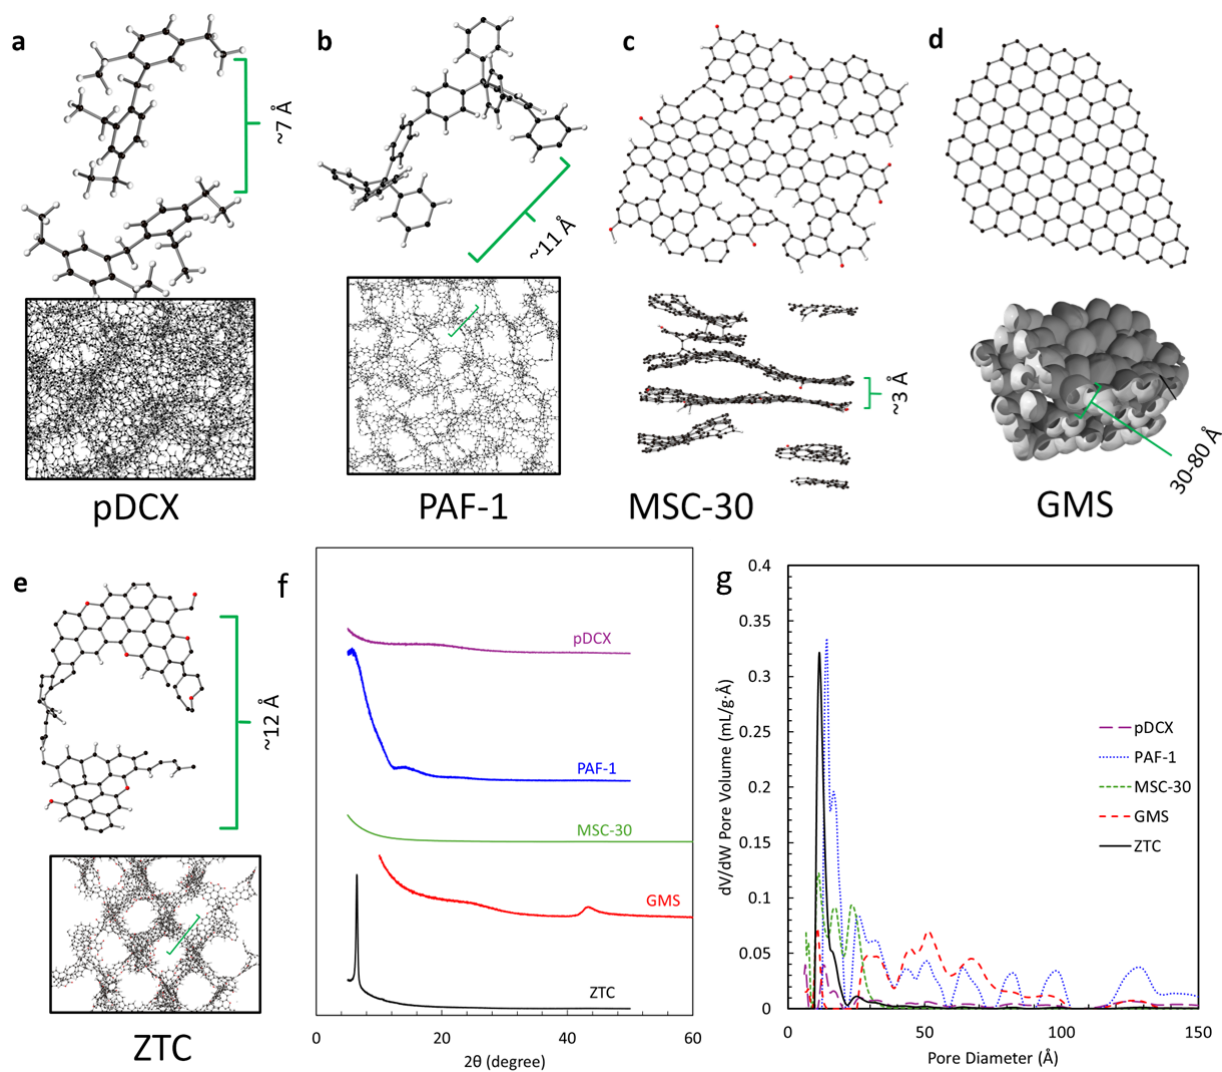 a
b
c
d
~7 Å
~11 Å
~3 Å
30-80 Å
pDCX
PAF-1
MSC-30
GMS
e
f
g
~12 Å
ZTC
pDCX
PAF-1
MSC-30
GMS
ZTC
0
20
40
60
2θ (degree)
dV/dW Pore Volume (mL/g·Å)
0.4
0.35
0.3
0.25
0.2
0.15
0.1
0.05
0
pDCX
PAF-1
MSC-30
GMS
ZTC
0
50
100
150
Pore Diameter (Å)